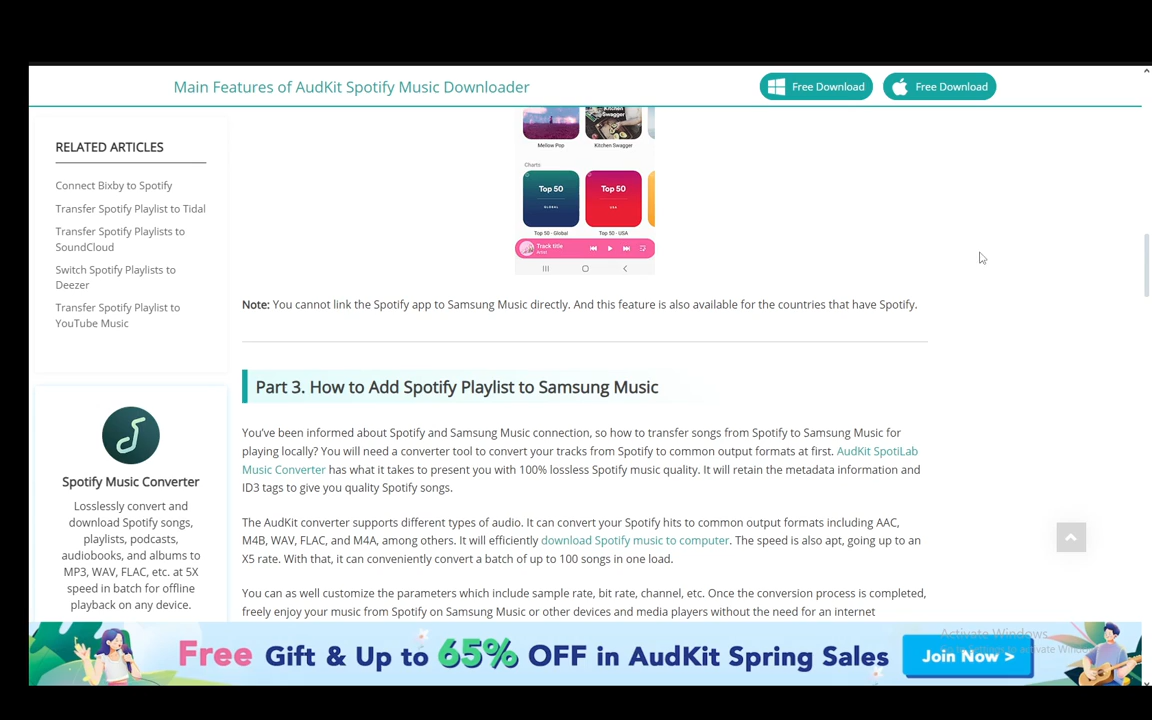 Main Features of AudKit Spotify Music Downloader
Free Download
Free Download
RELATED ARTICLES
Connect Bixby to Spotify
Transfer Spotify Playlist to Tidal
Transfer Spotify Playlists to
SoundCloud
Switch Spotify Playlists to
Deezer
Transfer Spotify Playlist to
YouTube Music
Spotify Music Converter
Losslessly convert and
download Spotify songs,
playlists, podcasts,
audiobooks, and albums to
MP3, WAV, FLAC, etc. at 5X
speed in batch for offline
playback on any device.
Kitchen
Swagger
Mellow Pop
Kitchen Swagger
Charts
Top 50
GLOBAL
Top 50
USA
Top 50 - Global
Top 50 - USA
Track title
Artist
Note: You cannot link the Spotify app to Samsung Music directly. And this feature is also available for the countries that have Spotify.
Part 3. How to Add Spotify Playlist to Samsung Music
You've been informed about Spotify and Samsung Music connection, so how to transfer songs from Spotify to Samsung Music for
playing locally? You will need a converter tool to convert your tracks from Spotify to common output formats at first. AudKit SpotiLab
Music Converter has what it takes to present you with 100% lossless Spotify music quality. It will retain the metadata information and
ID3 tags to give you quality Spotify songs.
The AudKit converter supports different types of audio. It can convert your Spotify hits to common output formats including AAC,
M4B, WAV, FLAC, and M4A, among others. It will efficiently download Spotify music to computer. The speed is also apt, going up to an
X5 rate. With that, it can conveniently convert a batch of up to 100 songs in one load.
You can as well customize the parameters which include sample rate, bit rate, channel, etc. Once the conversion process is completed,
freely enjoy your music from Spotify on Samsung Music or other devices and media players without the need for an internet
Activate Windows
Free Gift & Up to 65% OFF in AudKit Spring Sales
Join Now >